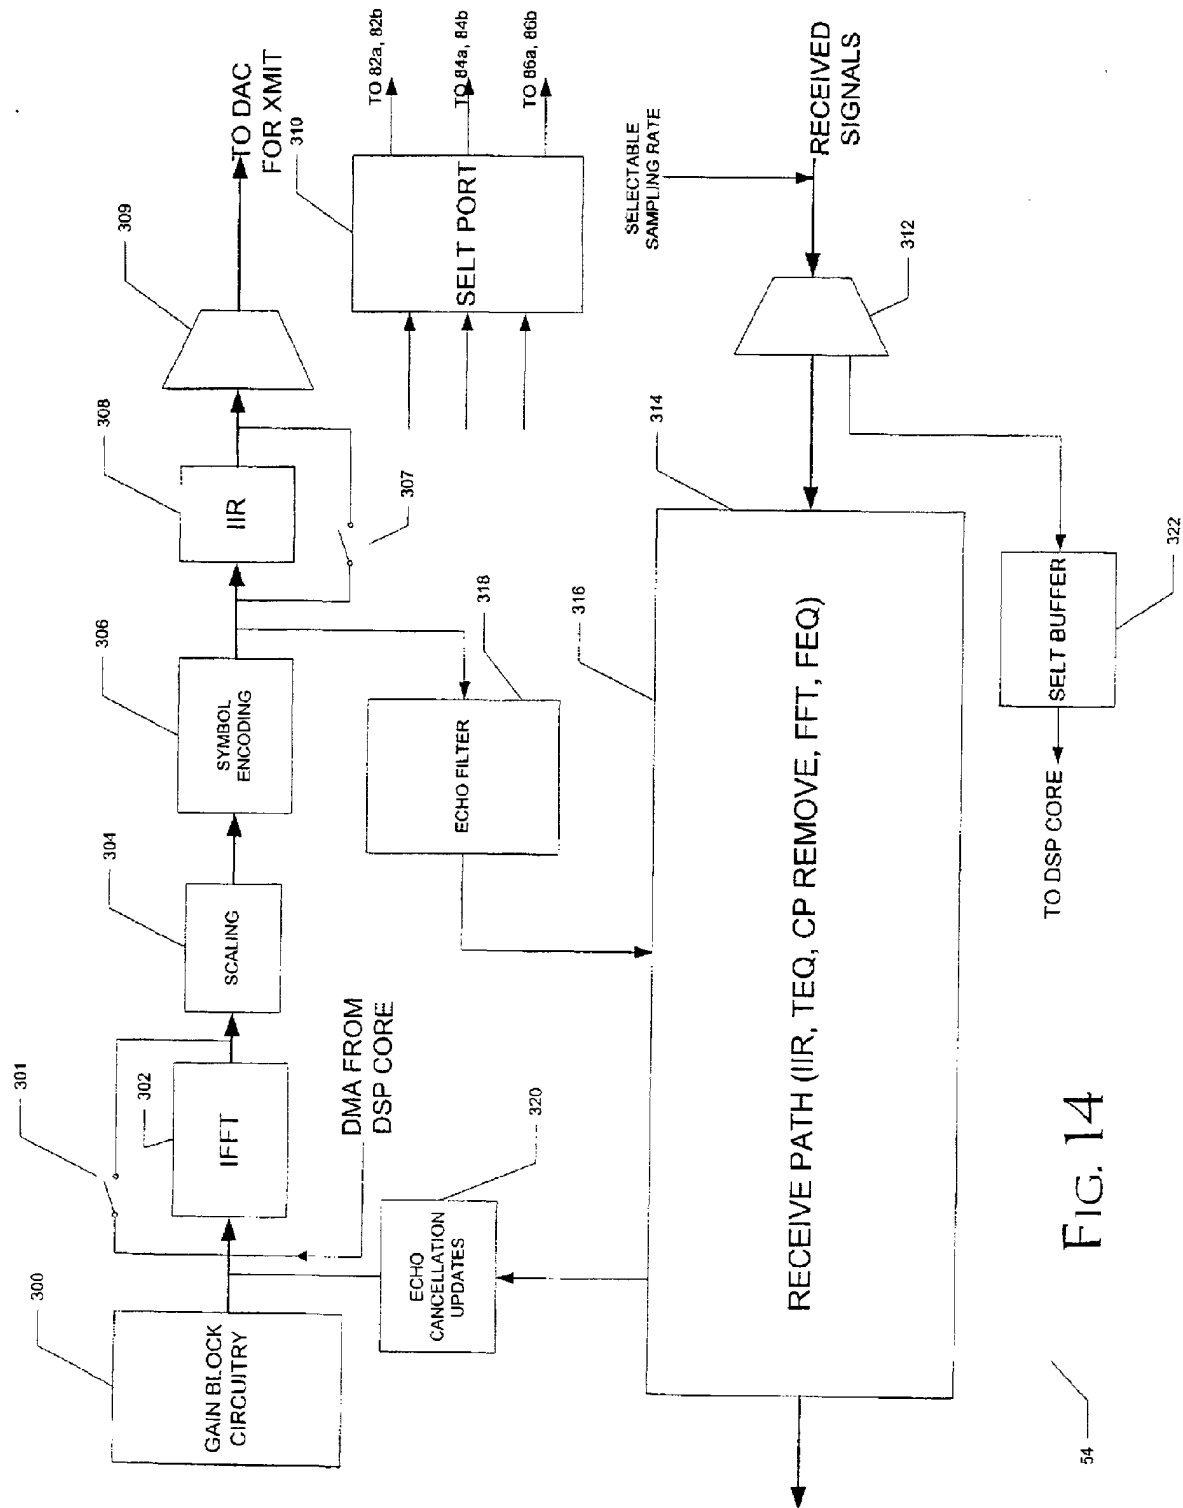 300
GAIN BLOCK
CIRCUITRY
301
302
IFFT
DMA FROM
DSP CORE
ECHO
CANCELLATION
UPDATES
320
304
SCALING
306
SYMBOL
ENCODING
318
ECHO FILTER
308
IIR
307
309
TO DAC
FOR XMIT
310
SELT PORT
TO 82a, 82b
TO 84a, 84b
TO 86a, 86b
SELECTABLE
SAMPLING RATE
RECEIVED
SIGNALS
312
314
316
RECEIVE PATH (IIR, TEQ, CP REMOVE, FFT, FEQ)
SELT BUFFER
322
TO DSP CORE
54
FIG. 14